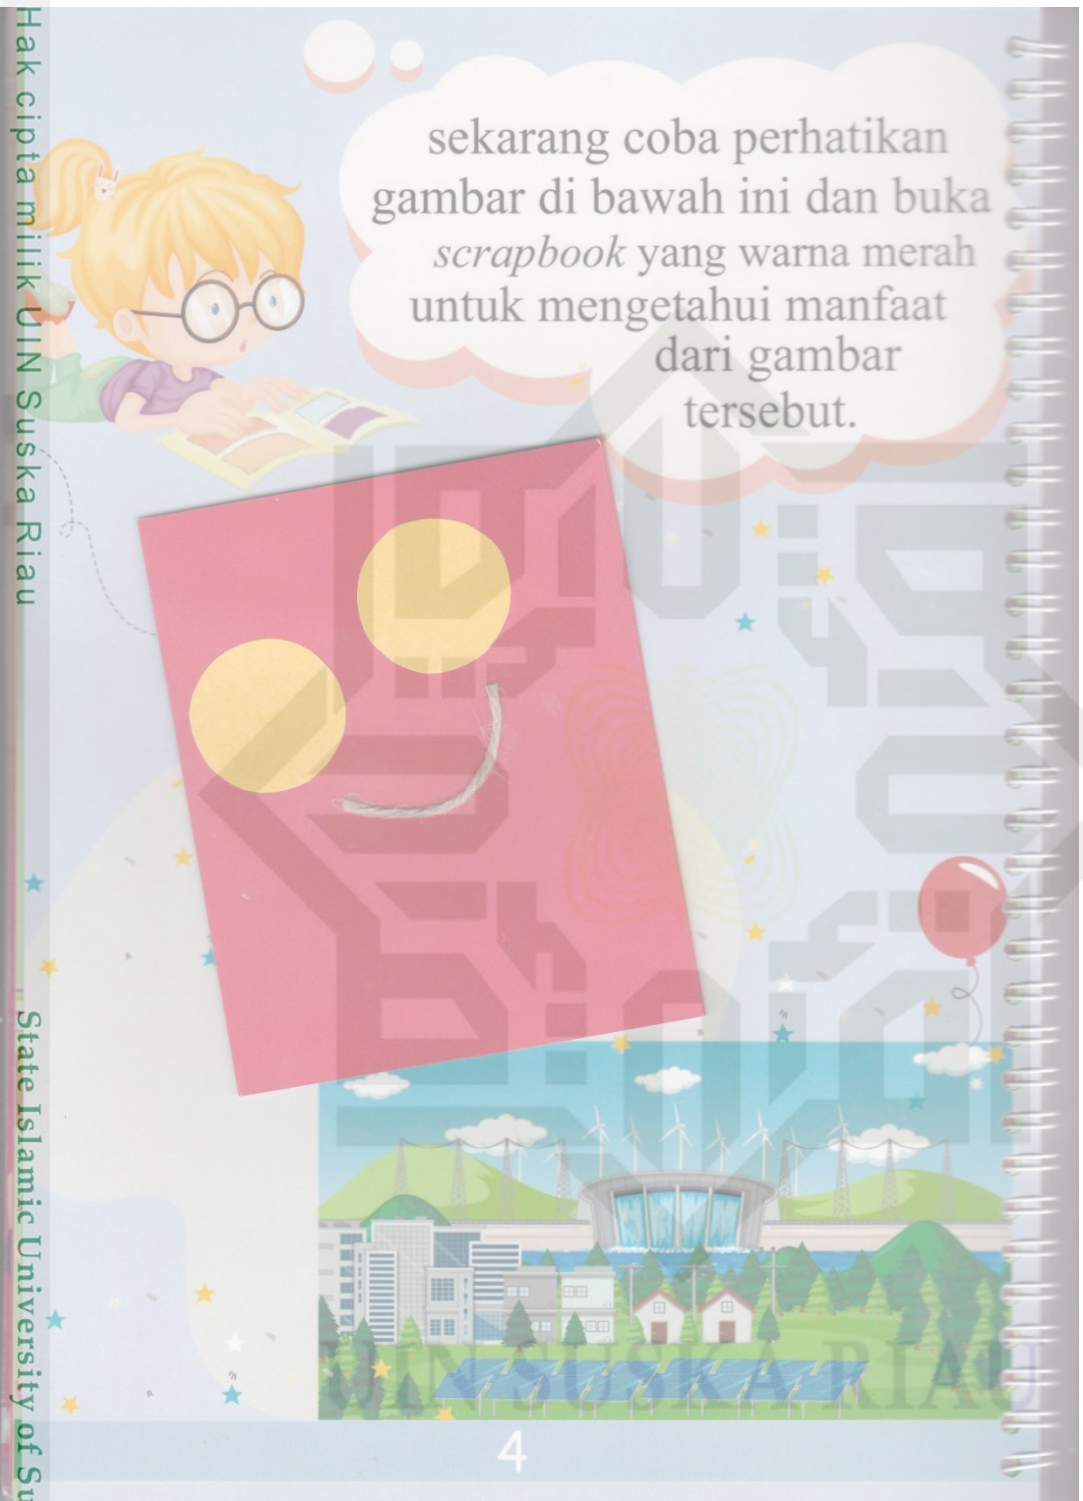 sekarang coba perhatikan
gambar di bawah ini dan buka
scrapbook yang warna merah
untuk mengetahui manfaat
dari gambar
tersebut.
Hak cipta milik UIN Suska Riau
State Islamic University of Su
UIN SUSKA RIAU
4